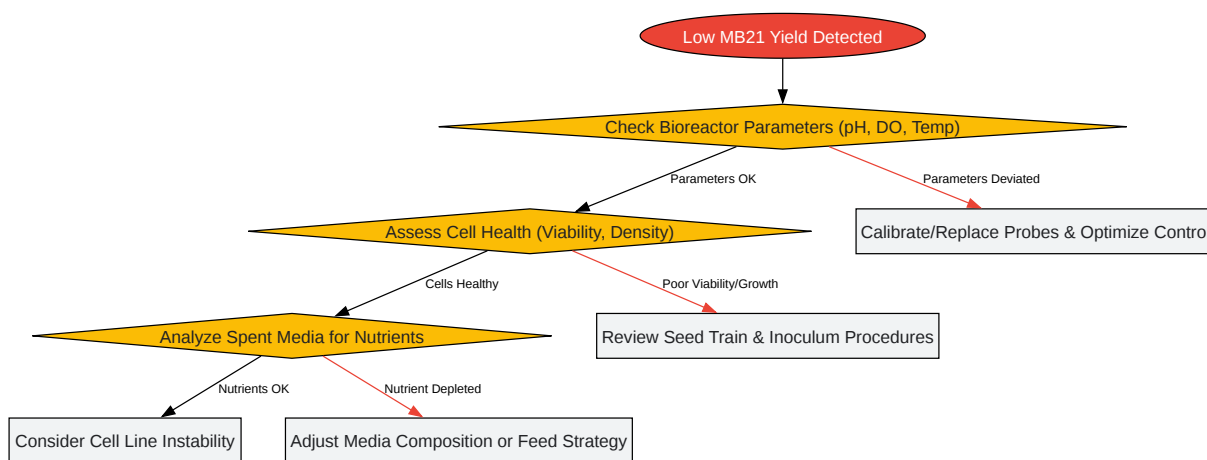 Low MB21 Yield Detected
Check Bioreactor Parameters (pH, DO, Temp)
Parameters OK
Parameters Deviated
Assess Cell Health (Viability, Density)
Calibrate/Replace Probes & Optimize Contro
Cells Healthy
Poor Viability/Growth
Analyze Spent Media for Nutrients
Review Seed Train & Inoculum Procedures
Nutrients OK
Nutrient Depleted
Consider Cell Line Instability
Adjust Media Composition or Feed Strategy